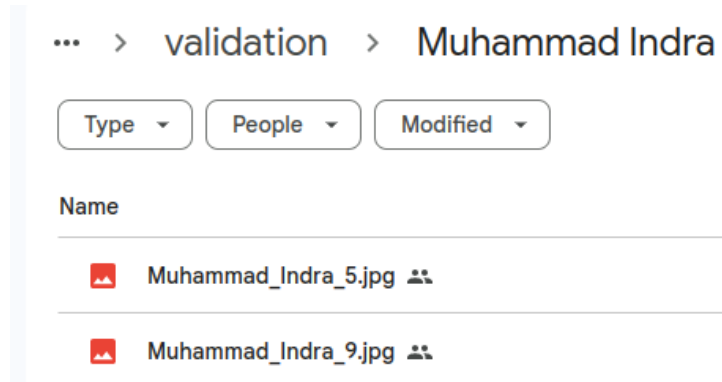 ... > validation > Muhammad Indra
Type People Modified
Name
Muhammad_Indra_5.jpg
Muhammad_Indra_9.jpg